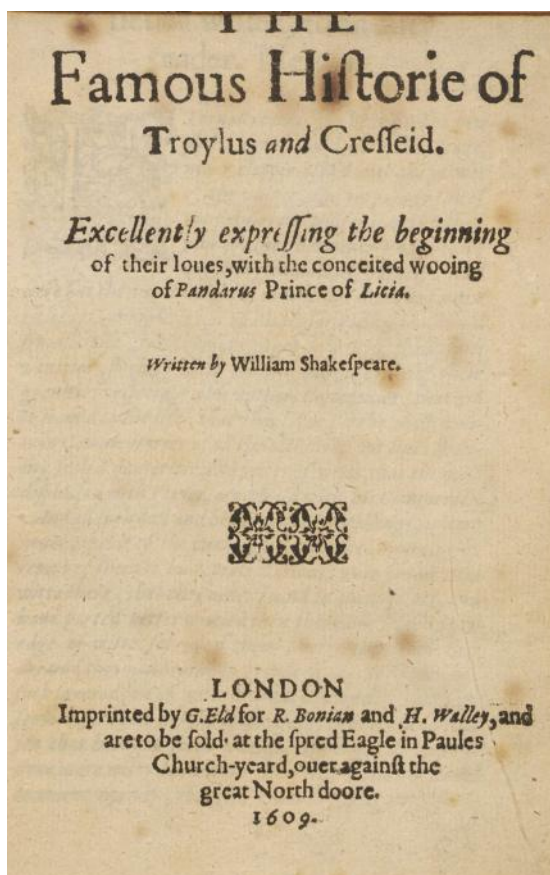 THE
Famous Hiſtorie of
Troylus and Creſſeid.
Excellently expreſſing the beginning
of their loues, with the conceited wooing
of Pandarus Prince of Licia.
Written by William Shakeſpeare.
LONDON
Imprinted by G. Eld for R. Bonian and H. Walley, and
are to be ſold at the ſpred Eagle in Paules
Church-yeard, ouer againſt the
great North doore.
1609.